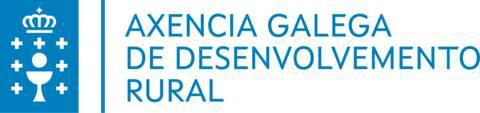 AXENCIA GALEGA
DE DESENVOLVEMENTO
RURAL